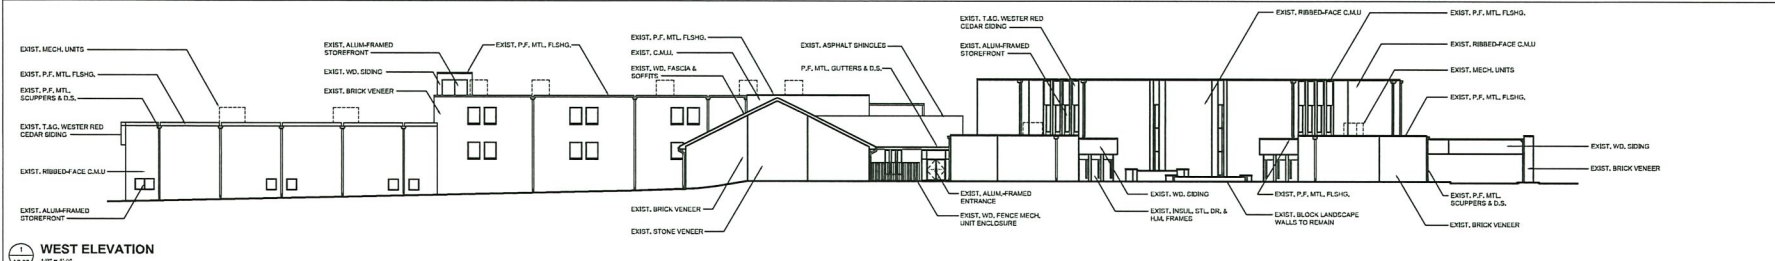 EXIST. MECH. UNITS
EXIST. P.F. MTL. FLSHG.
EXIST. P.F. MTL.
SCUPPERS & D.S.
EXIST. T.&G. WESTER RED
CEDAR SIDING
EXIST. RIBBED-FACE C.M.U
EXIST. ALUM-FRAMED
STOREFRONT
EXIST. ALUM-FRAMED
STOREFRONT
EXIST. WD. SIDING
EXIST. BRICK VENEER
EXIST. P.F. MTL. FLSHG.
EXIST. P.F. MTL. FLSHG.
EXIST. C.M.U.
EXIST. WD. FASCIA &
SOFFITS
EXIST. BRICK VENEER
EXIST. STONE VENEER
EXIST. ASPHALT SHINGLES
P.F. MTL. GUTTERS & D.S.
EXIST. T.&G. WESTER RED
CEDAR SIDING
EXIST. ALUM-FRAMED
STOREFRONT
EXIST. ALUM-FRAMED
ENTRANCE
EXIST. WD. FENCE MECH.
UNIT ENCLOSURE
EXIST. WD. SIDING
EXIST. INSUL. STL. DR. &
H.M. FRAMES
EXIST. P.F. MTL. FLSHG.
EXIST. BLOCK LANDSCAPE
WALLS TO REMAIN
EXIST. RIBBED-FACE C.M.U
EXIST. P.F. MTL. FLSHG.
EXIST. RIBBED-FACE C.M.U
EXIST. MECH. UNITS
EXIST. P.F. MTL. FLSHG.
EXIST. WD. SIDING
EXIST. BRICK VENEER
EXIST. P.F. MTL.
SCUPPERS & D.S.
EXIST. BRICK VENEER
1
WEST ELEVATION